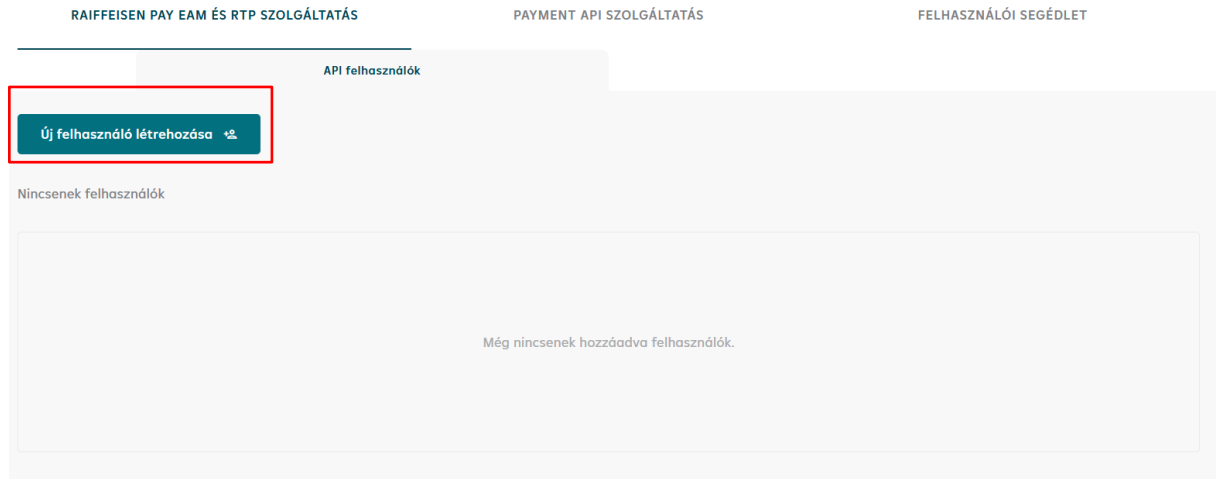 RAIFFEISEN PAY EAM ÉS RTP SZOLGÁLTATÁS
PAYMENT API SZOLGÁLTATÁS
FELHASZNÁLÓI SEGÉDLET
API felhasználók
Új felhasználó létrehozása
Nincsenek felhasználók
Még nincsenek hozzáadva felhasználók.